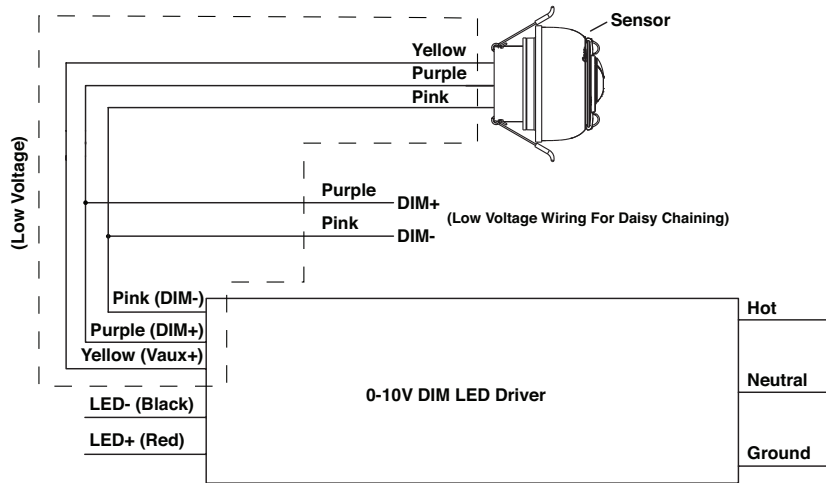 Sensor
Yellow
Purple
Pink
(Low Voltage)
Purple
DIM+
(Low Voltage Wiring For Daisy Chaining)
Pink
DIM-
Pink (DIM-)
Purple (DIM+)
Yellow (Vaux+)
LED- (Black)
LED+ (Red)
0-10V DIM LED Driver
Hot
Neutral
Ground